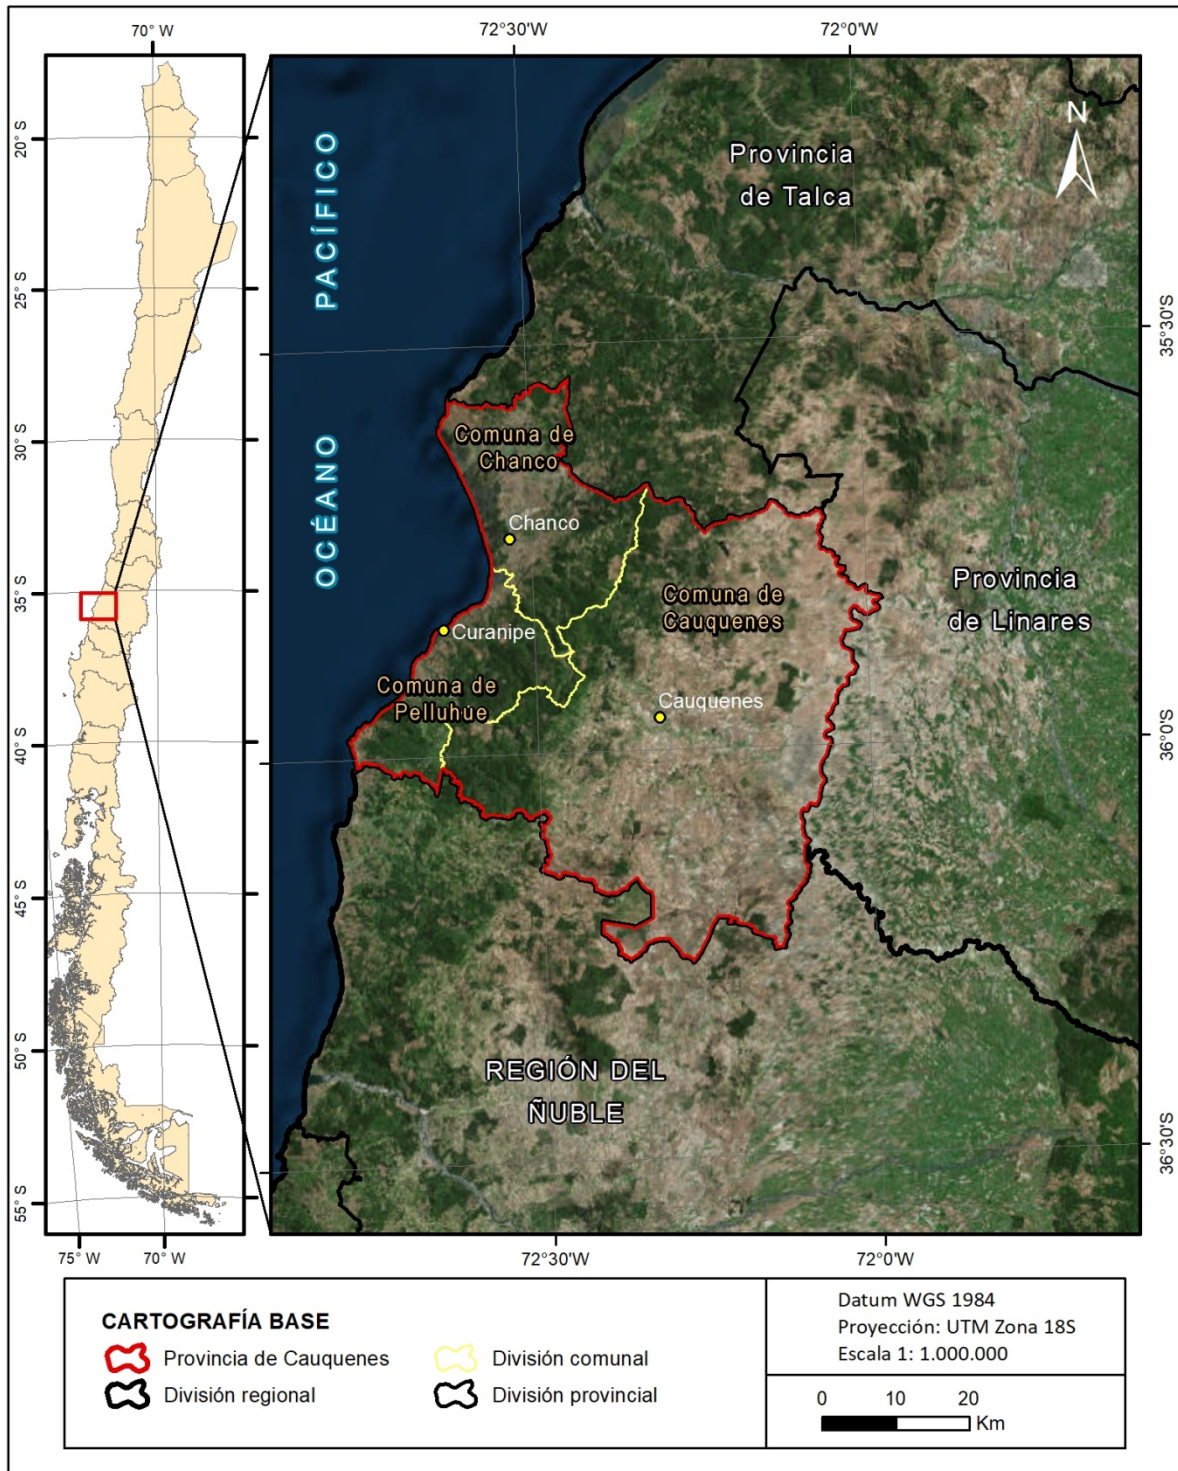 70° W
72°30'W
72°0'W
20° S
25° S
30° S
35° S
40° S
45° S
50° S
55° S
75° W
70° W
OCÉANO PACÍFICO
N
Provincia
de Talca
Comuna de
Chanco
Chanco
Comuna de
Cauquenes
Provincia
de Linares
Curanipe
Comuna de
Pelluhue
Cauquenes
REGIÓN DEL
ÑUBLE
35°30'S
36°0'S
36°30'S
72°30'W
72°0'W
CARTOGRAFÍA BASE
Provincia de Cauquenes
División comunal
División regional
División provincial
Datum WGS 1984
Proyección: UTM Zona 18S
Escala 1: 1.000.000
0 10 20
Km